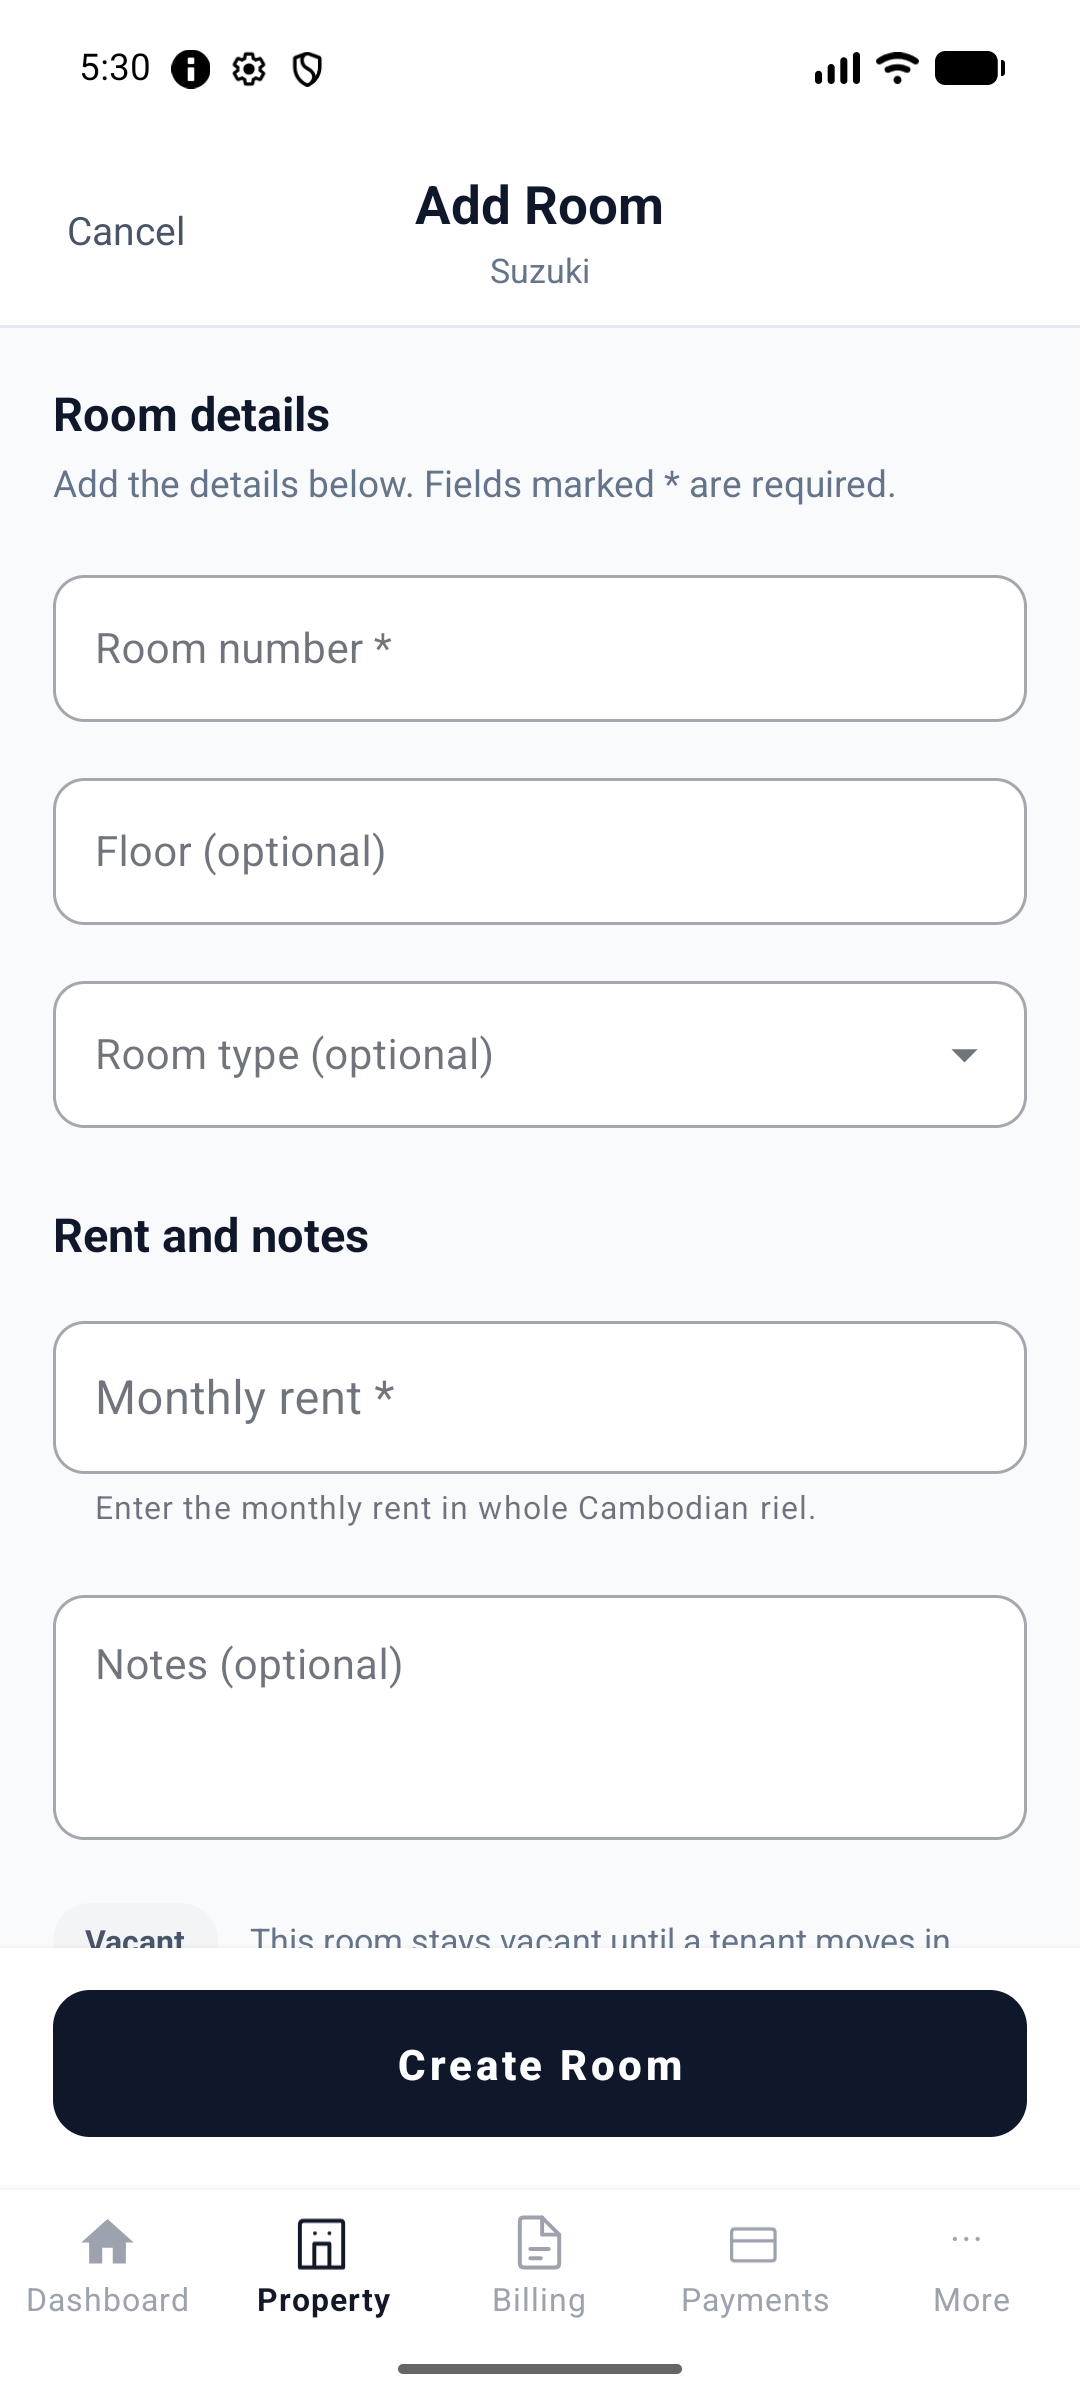 5:30
Cancel
Add Room
Suzuki
Room details
Add the details below. Fields marked * are required.
Room number *
Floor (optional)
Room type (optional)
Rent and notes
Monthly rent *
Enter the monthly rent in whole Cambodian riel.
Notes (optional)
Vacant This room stays vacant until a tenant moves in
Create Room
Dashboard Property Billing Payments More